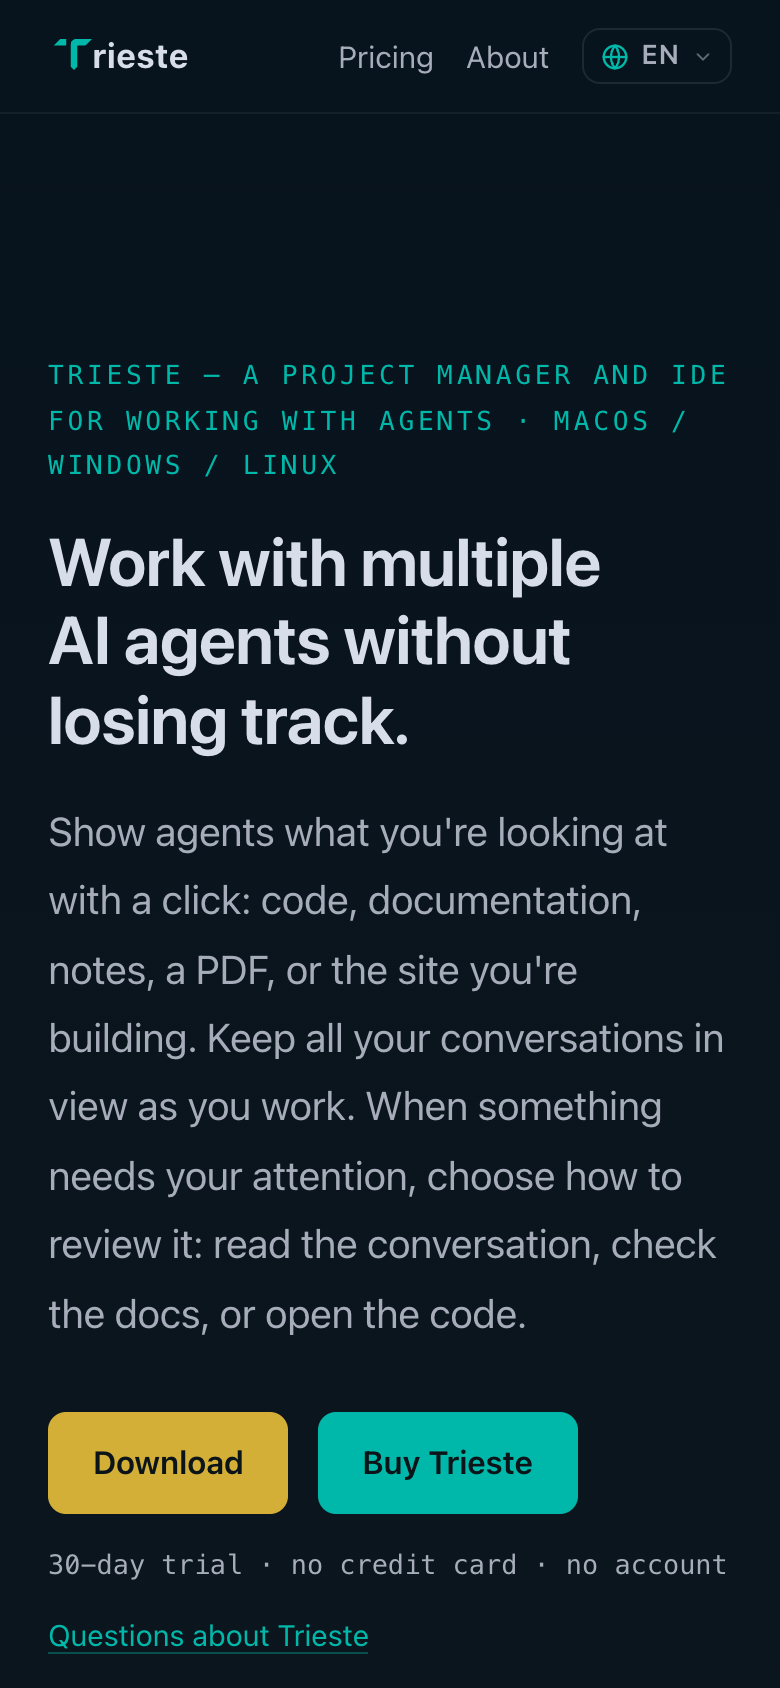 Trieste
Pricing
About
EN
TRIESTE — A PROJECT MANAGER AND IDE
FOR WORKING WITH AGENTS · MACOS /
WINDOWS / LINUX
Work with multiple
AI agents without
losing track.
Show agents what you're looking at
with a click: code, documentation,
notes, a PDF, or the site you're
building. Keep all your conversations in
view as you work. When something
needs your attention, choose how to
review it: read the conversation, check
the docs, or open the code.
Download
Buy Trieste
30-day trial · no credit card · no account
Questions about Trieste